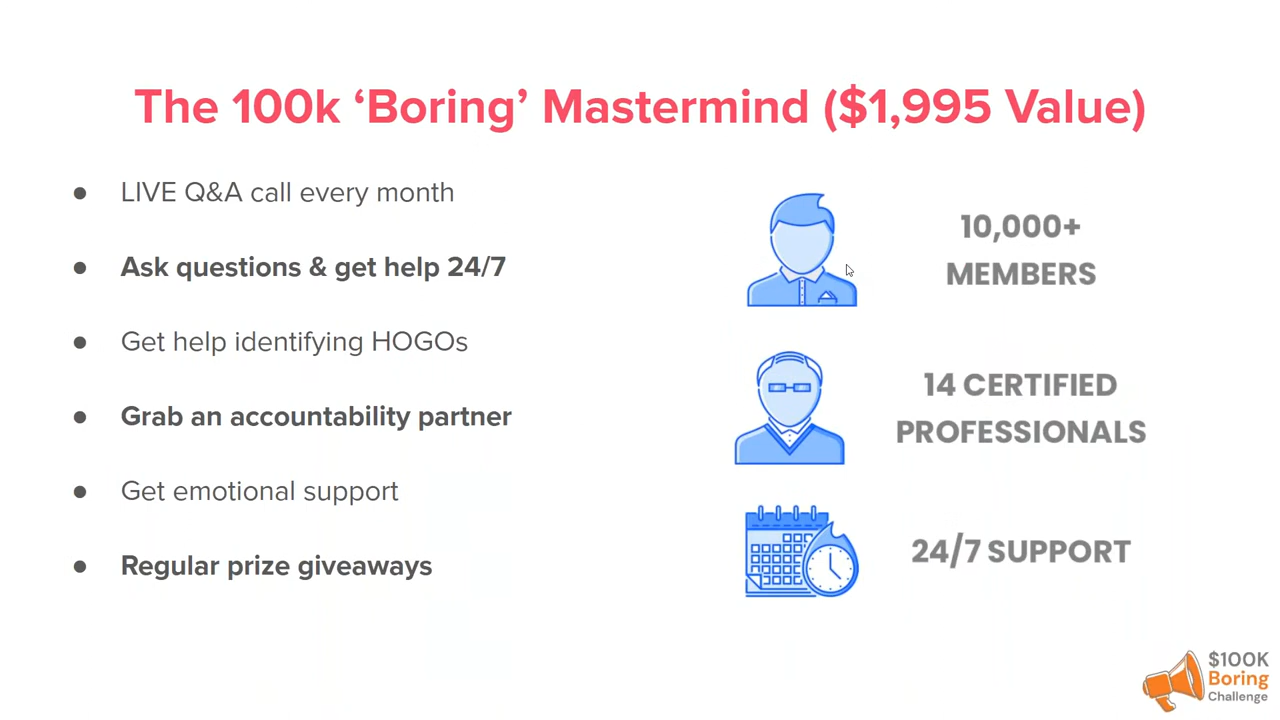 The 100k ‘Boring’ Mastermind ($1,995 Value)
● LIVE Q&A call every month
● Ask questions & get help 24/7
● Get help identifying HOGOs
● Grab an accountability partner
● Get emotional support
● Regular prize giveaways
10,000+
MEMBERS
14 CERTIFIED
PROFESSIONALS
24/7 SUPPORT
$100K
Boring
Challenge